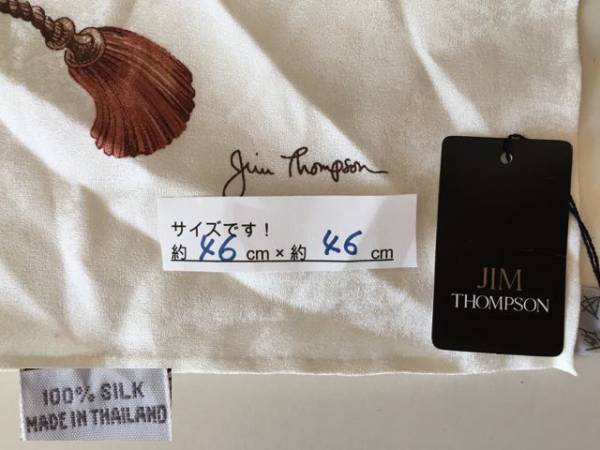 Jim Thompson
サイズです！
約 46 cm × 約 46 cm
JIM
THOMPSON
100% SILK
MADE IN THAILAND